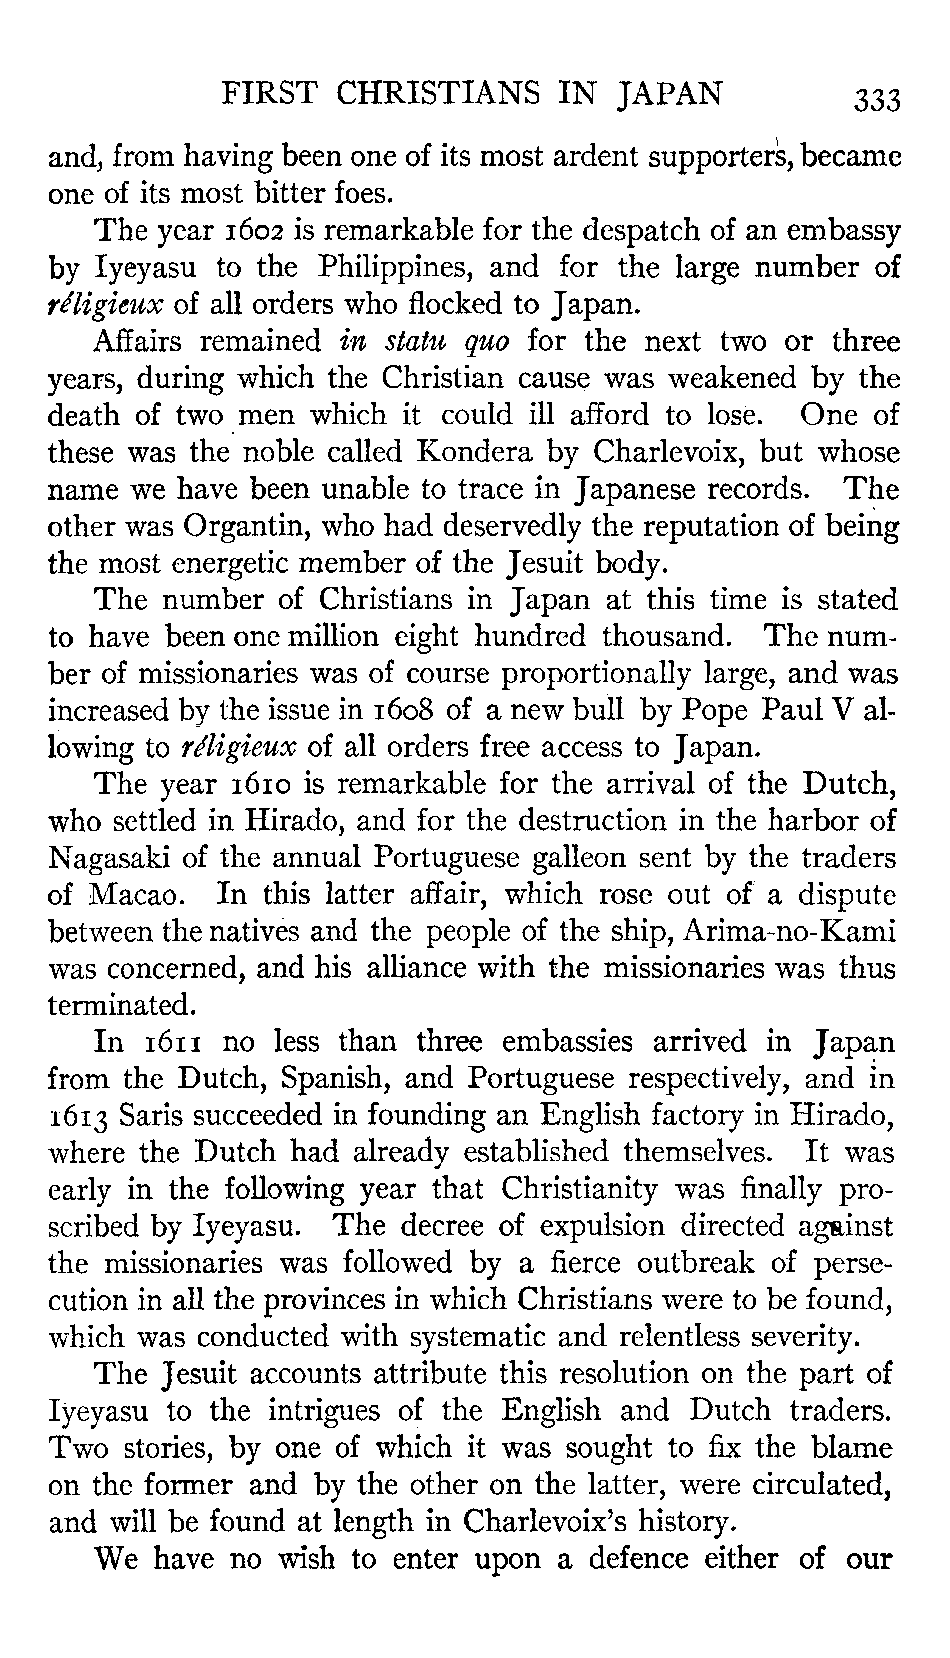 FIRST CHRISTIANS IN JAPAN 333
and, from having been one of its most ardent supporters, became
one of its most bitter foes.
The year 1602 is remarkable for the despatch of an embassy
by Iyeyasu to the Philippines, and for the large number of
réligieux of all orders who flocked to Japan.
Affairs remained in statu quo for the next two or three
years, during which the Christian cause was weakened by the
death of two men which it could ill afford to lose. One of
these was the noble called Kondera by Charlevoix, but whose
name we have been unable to trace in Japanese records. The
other was Organtin, who had deservedly the reputation of being
the most energetic member of the Jesuit body.
The number of Christians in Japan at this time is stated
to have been one million eight hundred thousand. The num-
ber of missionaries was of course proportionally large, and was
increased by the issue in 1608 of a new bull by Pope Paul V al-
lowing to réligieux of all orders free access to Japan.
The year 1610 is remarkable for the arrival of the Dutch,
who settled in Hirado, and for the destruction in the harbor of
Nagasaki of the annual Portuguese galleon sent by the traders
of Macao. In this latter affair, which rose out of a dispute
between the natives and the people of the ship, Arima-no-Kami
was concerned, and his alliance with the missionaries was thus
terminated.
In 1611 no less than three embassies arrived in Japan
from the Dutch, Spanish, and Portuguese respectively, and in
1613 Saris succeeded in founding an English factory in Hirado,
where the Dutch had already established themselves. It was
early in the following year that Christianity was finally pro-
scribed by Iyeyasu. The decree of expulsion directed against
the missionaries was followed by a fierce outbreak of perse-
cution in all the provinces in which Christians were to be found,
which was conducted with systematic and relentless severity.
The Jesuit accounts attribute this resolution on the part of
Iyeyasu to the intrigues of the English and Dutch traders.
Two stories, by one of which it was sought to fix the blame
on the former and by the other on the latter, were circulated,
and will be found at length in Charlevoix's history.
We have no wish to enter upon a defence either of our